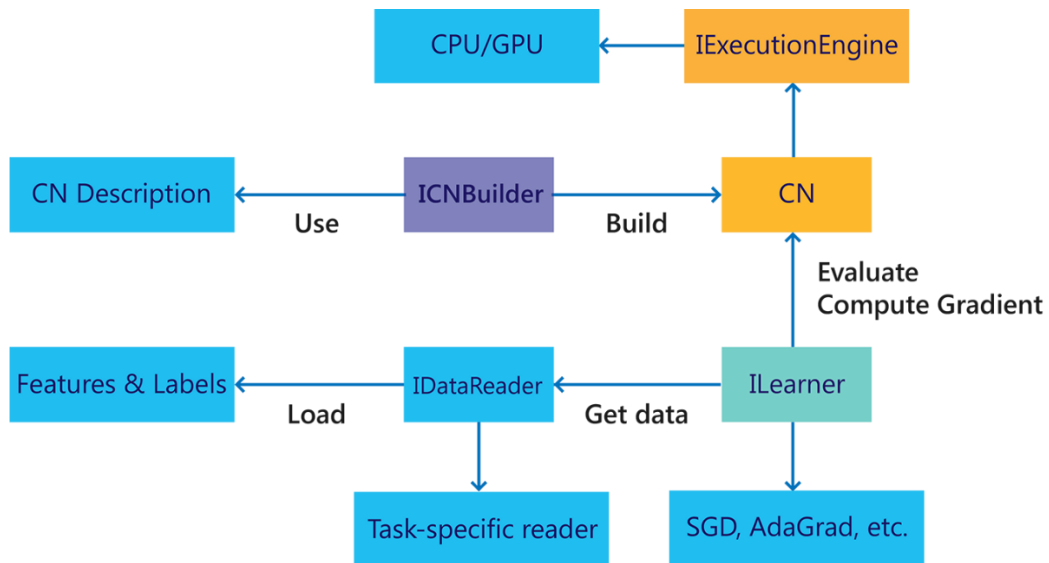 CPU/GPU
IExecutionEngine
CN Description
ICNBuilder
CN
Use
Build
Evaluate
Compute Gradient
Features & Labels
IDataReader
ILearner
Load
Get data
Task-specific reader
SGD, AdaGrad, etc.